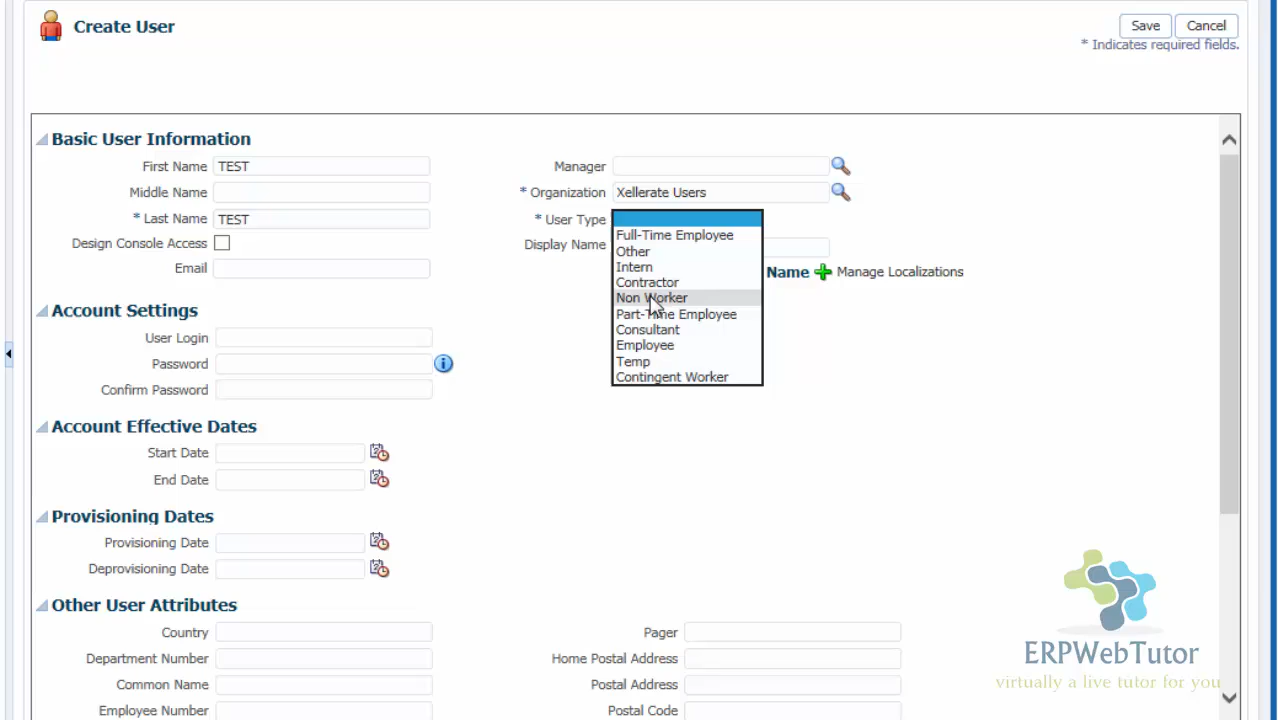 Create User
Save
Cancel
* Indicates required fields.
Basic User Information
First Name TEST
Manager
Middle Name
* Organization Xellerate Users
* Last Name TEST
* User Type
Design Console Access
Display Name
Full-Time Employee
Other
Intern
Contractor
Non Worker
Part-Time Employee
Consultant
Employee
Temp
Contingent Worker
Email
Name Manage Localizations
Account Settings
User Login
Password
Confirm Password
Account Effective Dates
Start Date
End Date
Provisioning Dates
Provisioning Date
Deprovisioning Date
Other User Attributes
Country
Pager
Department Number
Home Postal Address
Common Name
Postal Address
Employee Number
Postal Code
ERPWebTutor
virtually a live tutor for you